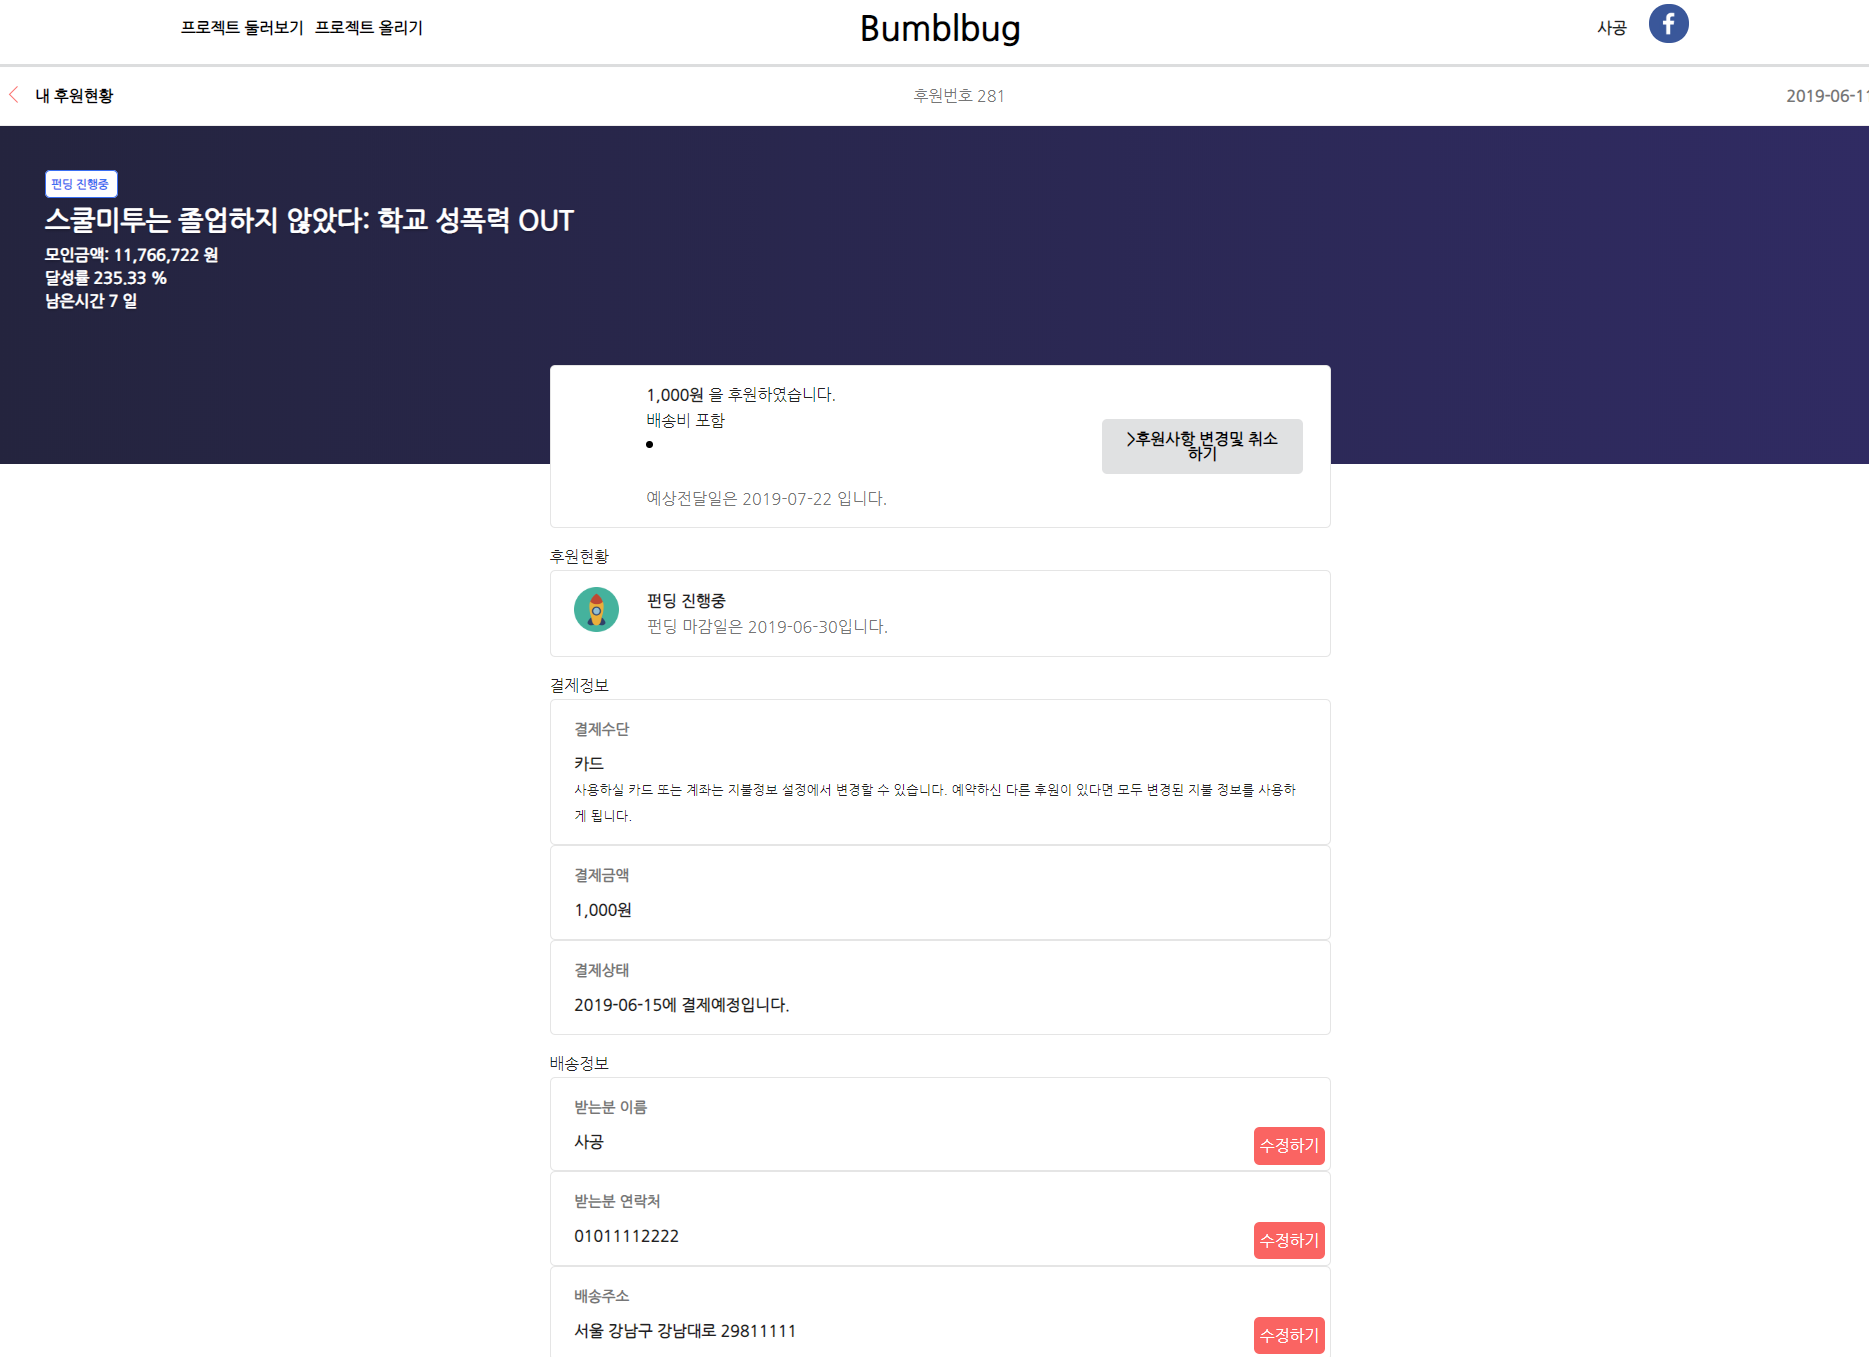 프로젝트 둘러보기 프로젝트 올리기 Bumblbug 사공
내 후원현황 후원번호 281 2019-06-11
펀딩 진행중
스쿨미투는 졸업하지 않았다: 학교 성폭력 OUT
모인금액: 11,766,722 원
달성률 235.33 %
남은시간 7 일
1,000원 을 후원하였습니다.
배송비 포함
>후원사항 변경및 취소
하기
예상전달일은 2019-07-22 입니다.
후원현황
펀딩 진행중
펀딩 마감일은 2019-06-30입니다.
결제정보
결제수단
카드
사용하실 카드 또는 계좌는 지불정보 설정에서 변경할 수 있습니다. 예약하신 다른 후원이 있다면 모두 변경된 지불 정보를 사용하
게 됩니다.
결제금액
1,000원
결제상태
2019-06-15에 결제예정입니다.
배송정보
받는분 이름
사공
수정하기
받는분 연락처
01011112222
수정하기
배송주소
서울 강남구 강남대로 29811111
수정하기